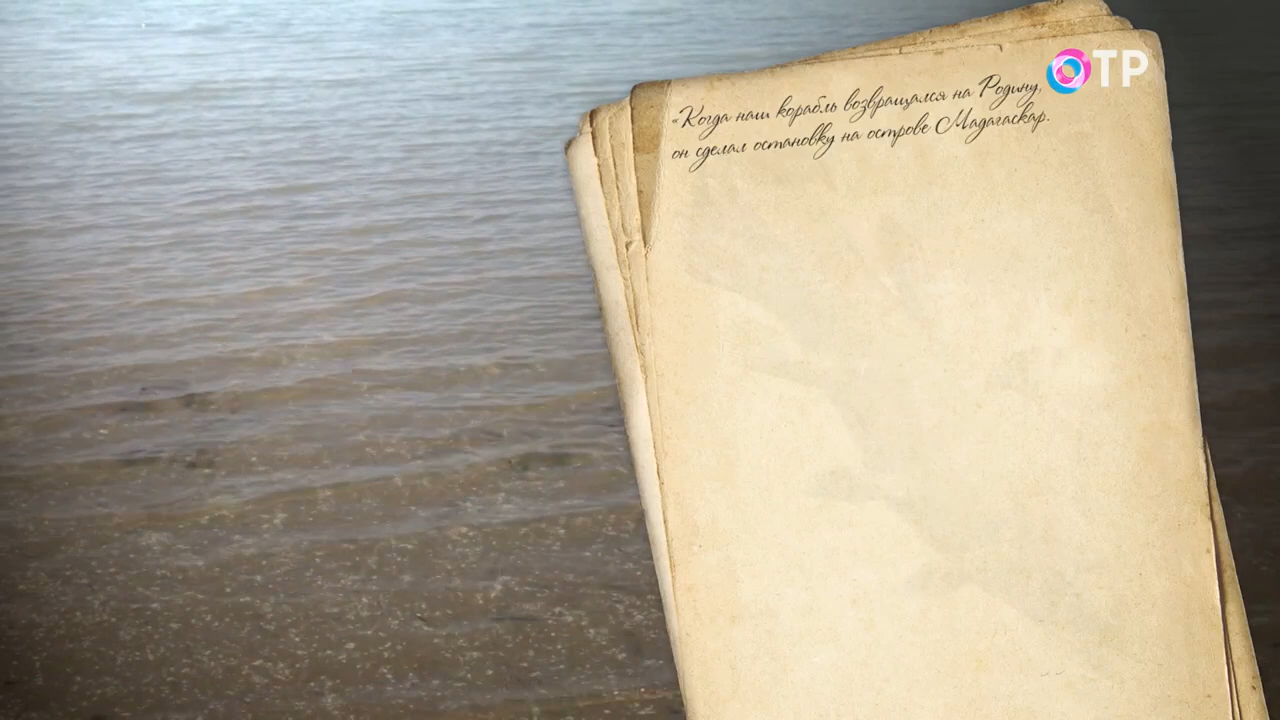 ОТР
«Когда наш корабль возвращался на Родину,
он сделал остановку на острове Мадагаскар.